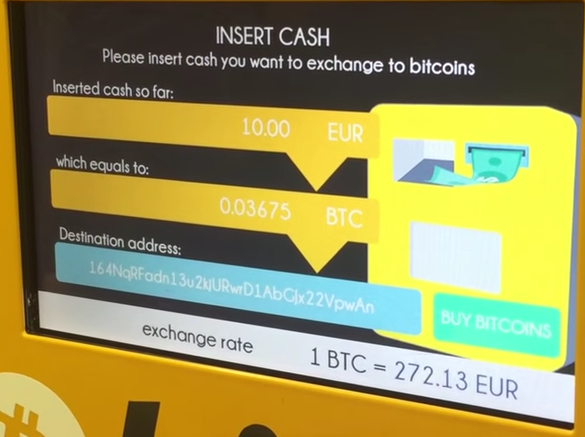 INSERT CASH
Please insert cash you want to exchange to bitcoins
Inserted cash so far:
10.00 EUR
which equals to:
0.03675 BTC
Destination address:
164NqRFadn13u2kjURwrD1AbGJx22VpwAn
BUY BITCOINS
exchange rate 1 BTC = 272.13 EUR